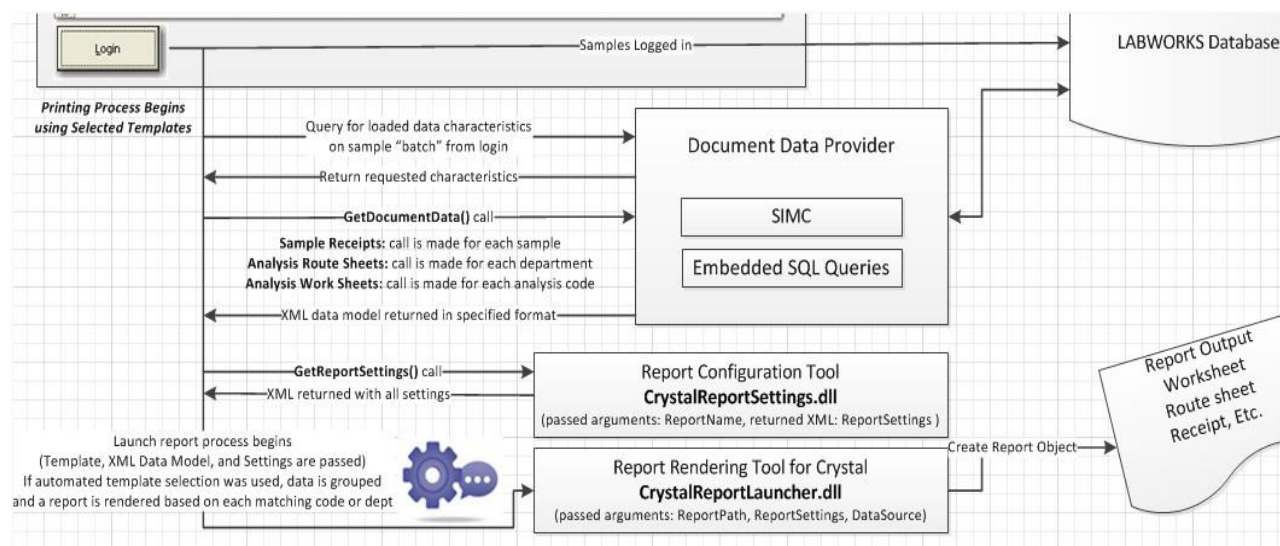 Login
Samples Logged in
LABWORKS Database
Printing Process Begins
using Selected Templates
Query for loaded data characteristics
on sample “batch” from login
Return requested characteristics
GetDocumentData() call
Sample Receipts: call is made for each sample
Analysis Route Sheets: call is made for each department
Analysis Work Sheets: call is made for each analysis code
XML data model returned in specified format
Document Data Provider
SIMC
Embedded SQL Queries
GetReportSettings() call
XML returned with all settings
Report Configuration Tool
CrystalReportSettings.dll
(passed arguments: ReportName, returned XML: ReportSettings )
Launch report process begins
(Template, XML Data Model, and Settings are passed)
If automated template selection was used, data is grouped
and a report is rendered based on each matching code or dept
Report Rendering Tool for Crystal
CrystalReportLauncher.dll
(passed arguments: ReportPath, ReportSettings, DataSource)
Create Report Object
Report Output
Worksheet
Route sheet
Receipt, Etc.